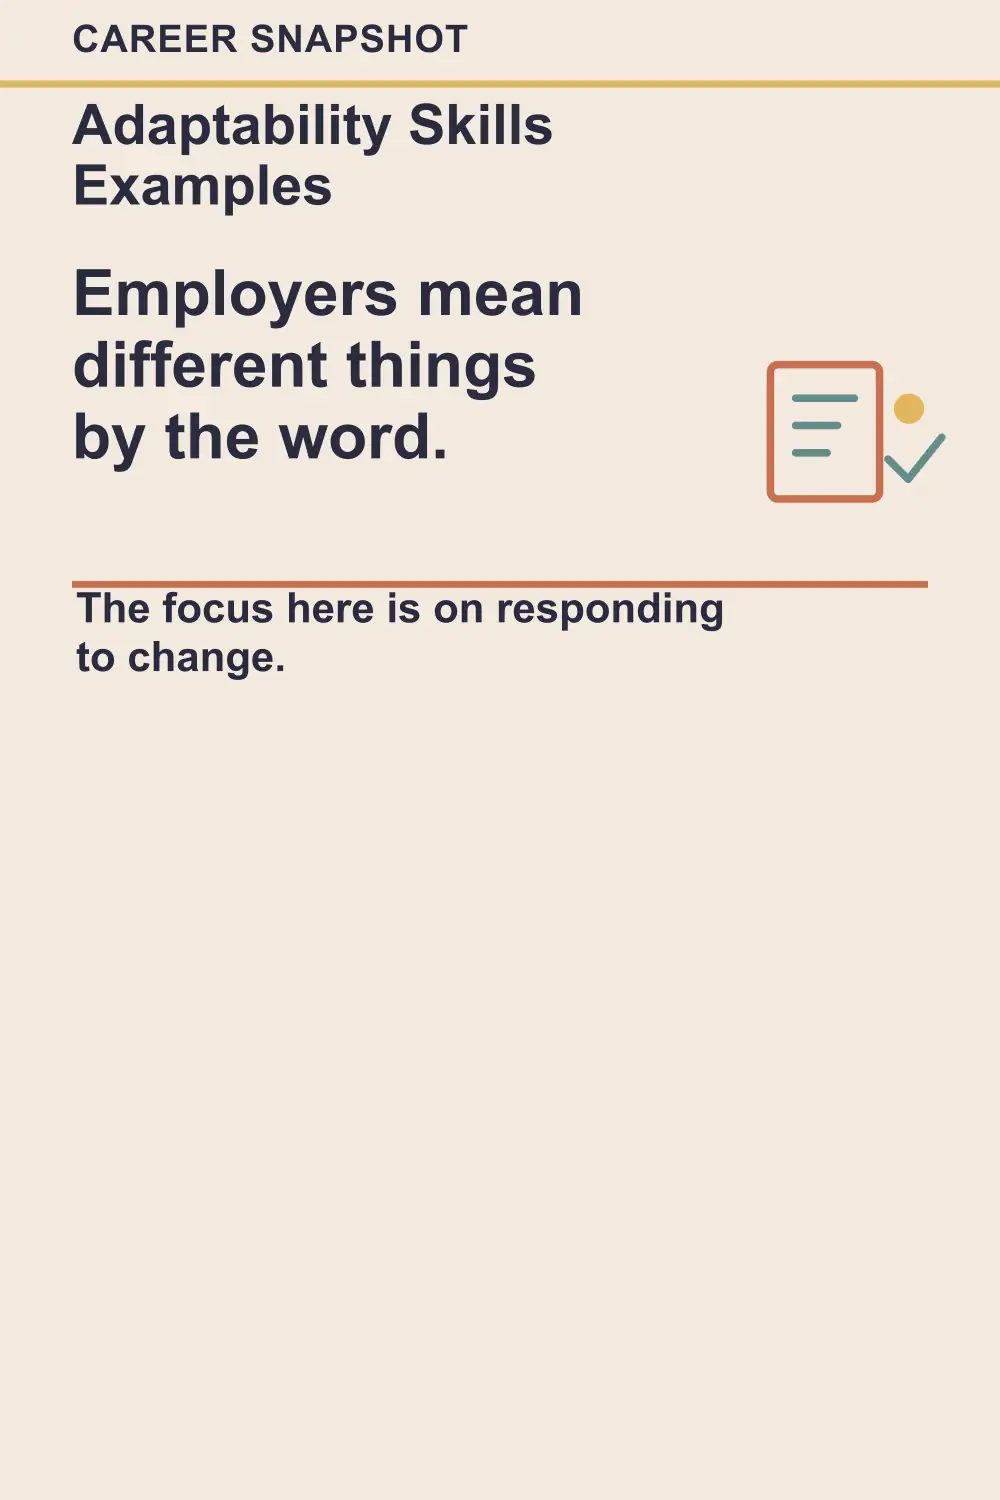 CAREER SNAPSHOT
Adaptability Skills
Examples
Employers mean
different things
by the word.
The focus here is on responding
to change.